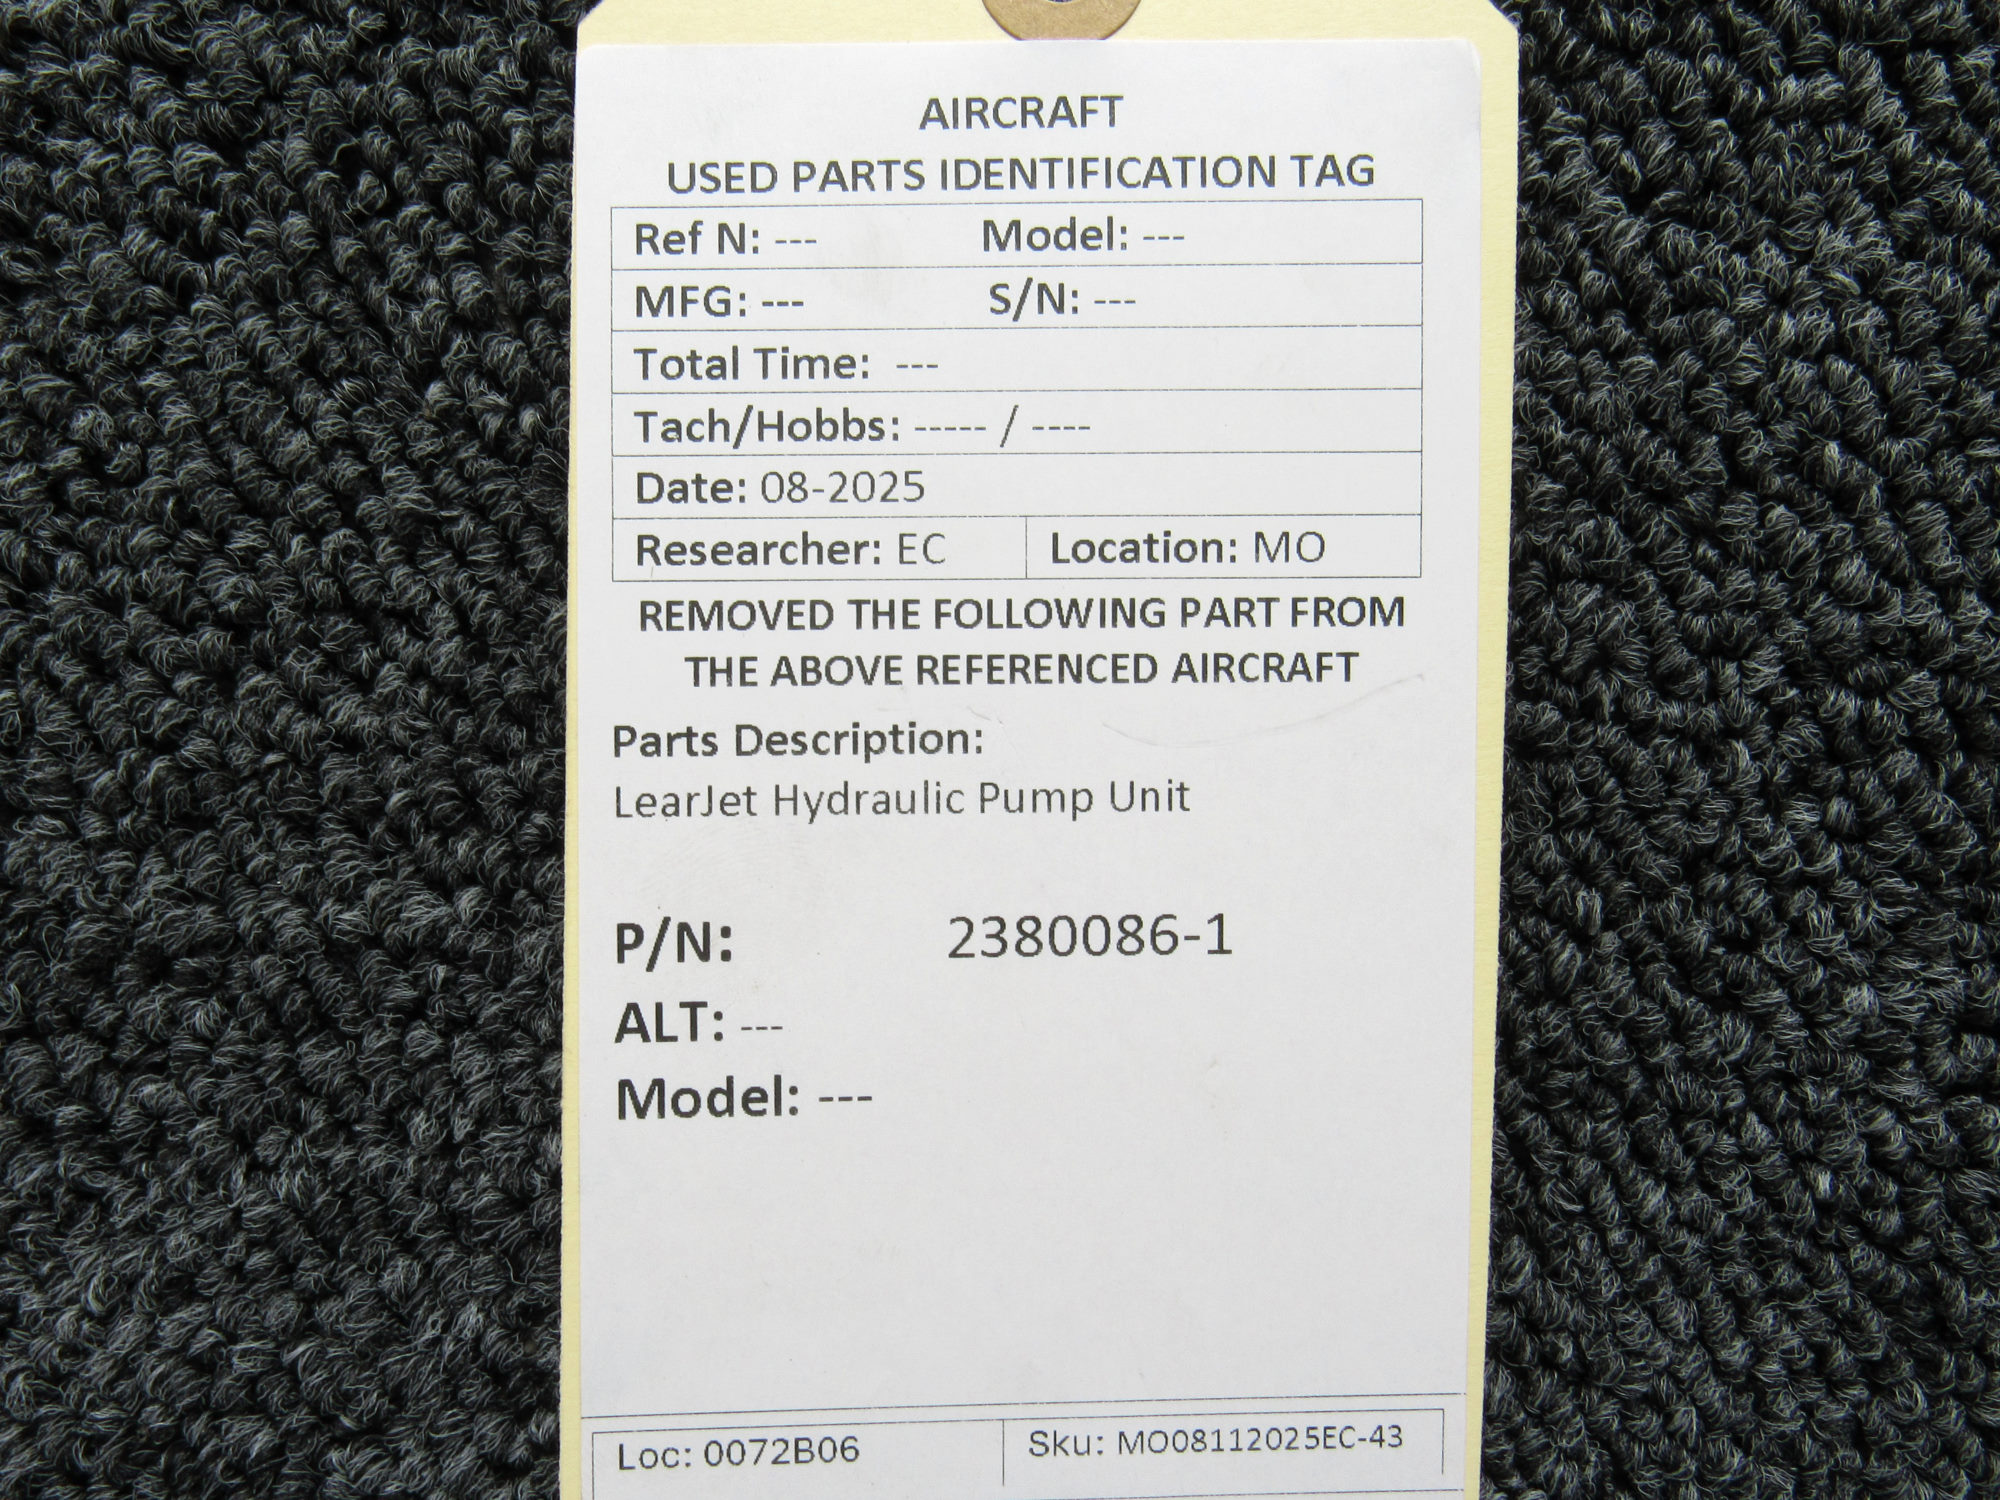 AIRCRAFT
USED PARTS IDENTIFICATION TAG
Ref N: --- Model: ---
MFG: --- S/N: ---
Total Time: ---
Tach/Hobbs: ----- / ----
Date: 08-2025
Researcher: EC Location: MO
REMOVED THE FOLLOWING PART FROM
THE ABOVE REFERENCED AIRCRAFT
Parts Description:
LearJet Hydraulic Pump Unit
P/N: 2380086-1
ALT: ---
Model: ---
Loc: 0072B06 Sku: MO08112025EC-43